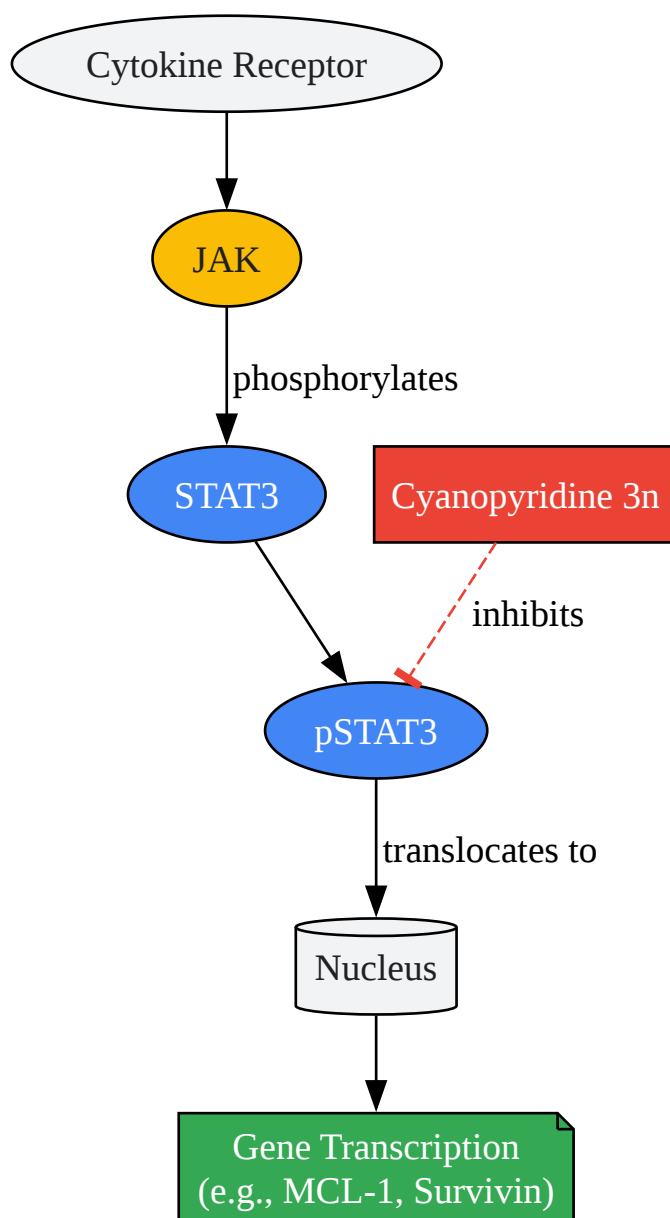 Cytokine Receptor
JAK
phosphorylates
STAT3
Cyanopyridine 3n
inhibits
pSTAT3
translocates to
Nucleus
Gene Transcription
(e.g., MCL-1, Survivin)